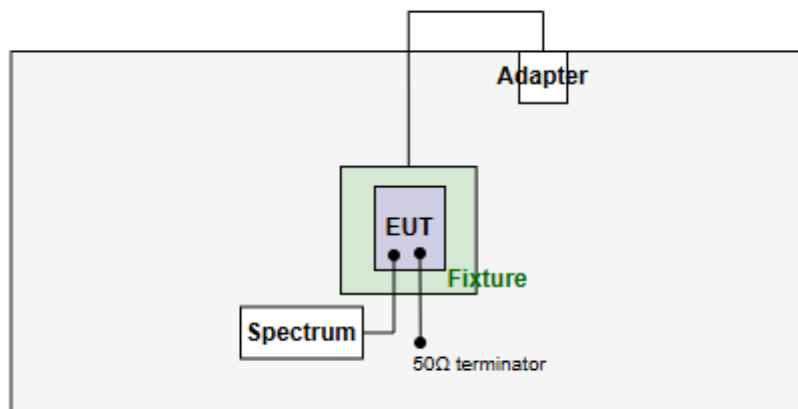 Adapter
EUT
Fixture
Spectrum
50Ω terminator